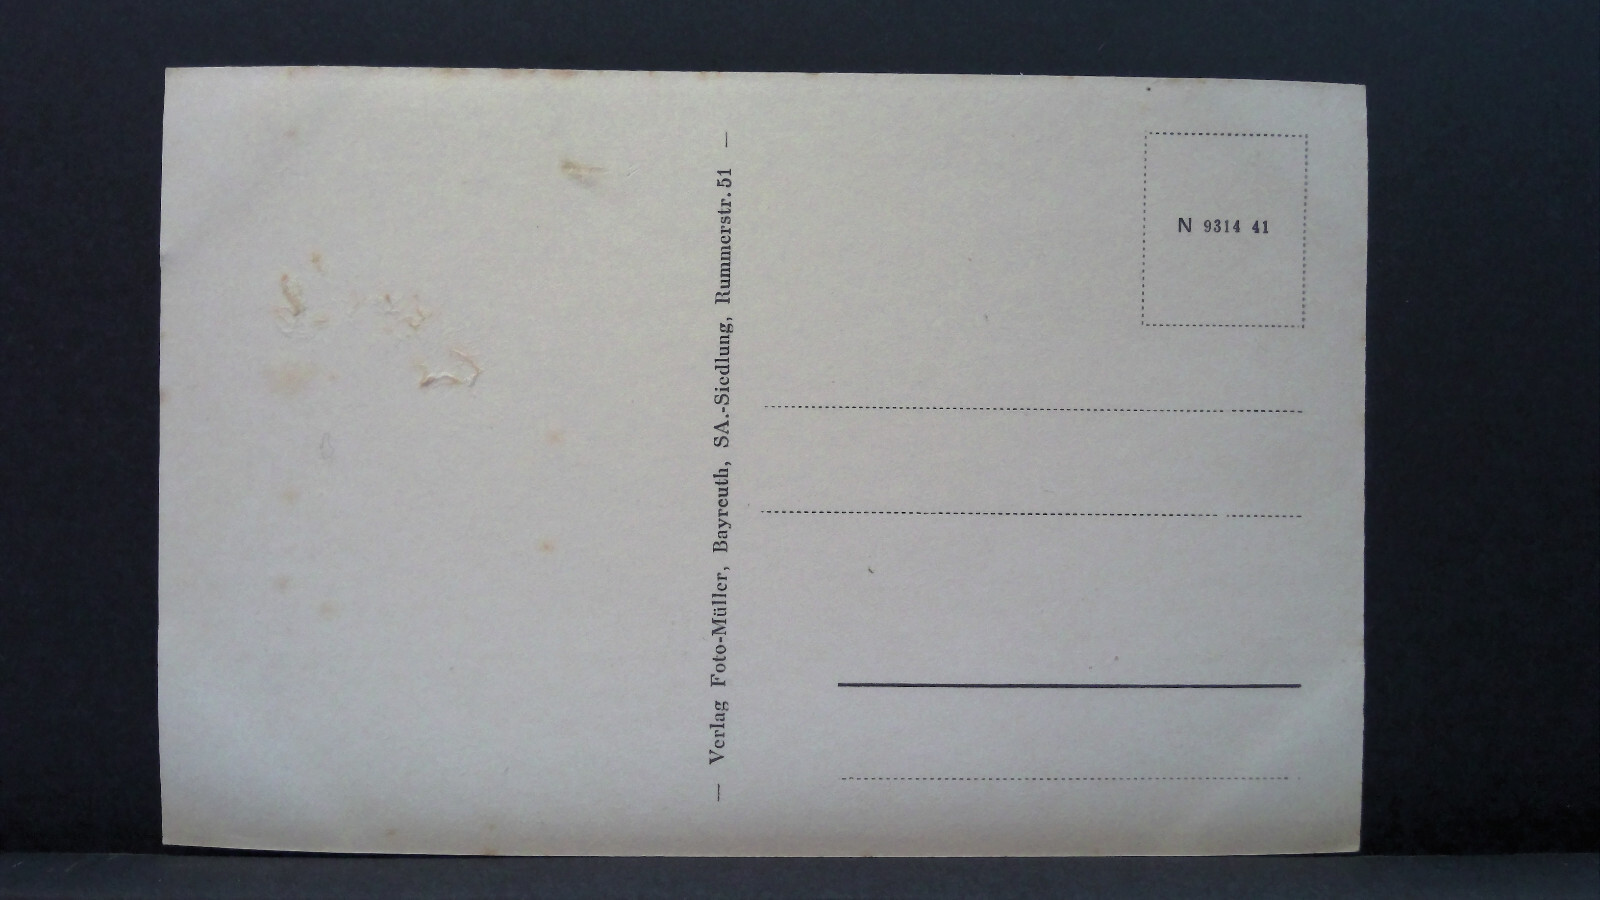 — Verlag Foto-Müller, Bayreuth, SA.-Siedlung, Rummerstr. 51 —
N 9314 41